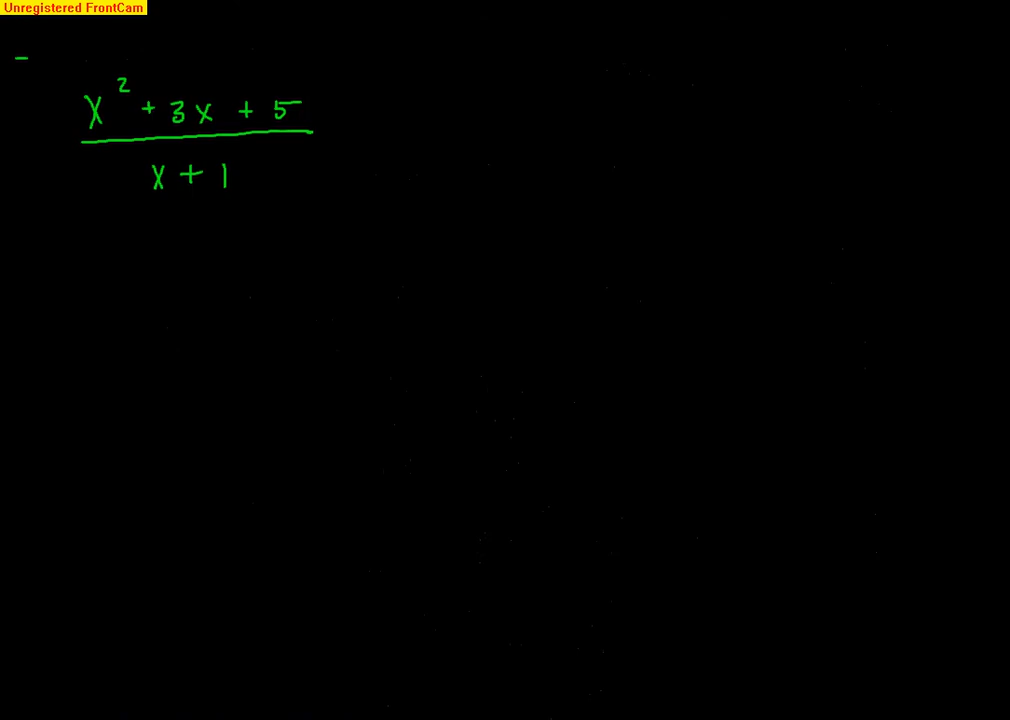 Unregistered FrontCam
-
x² + 3x + 5
x + 1